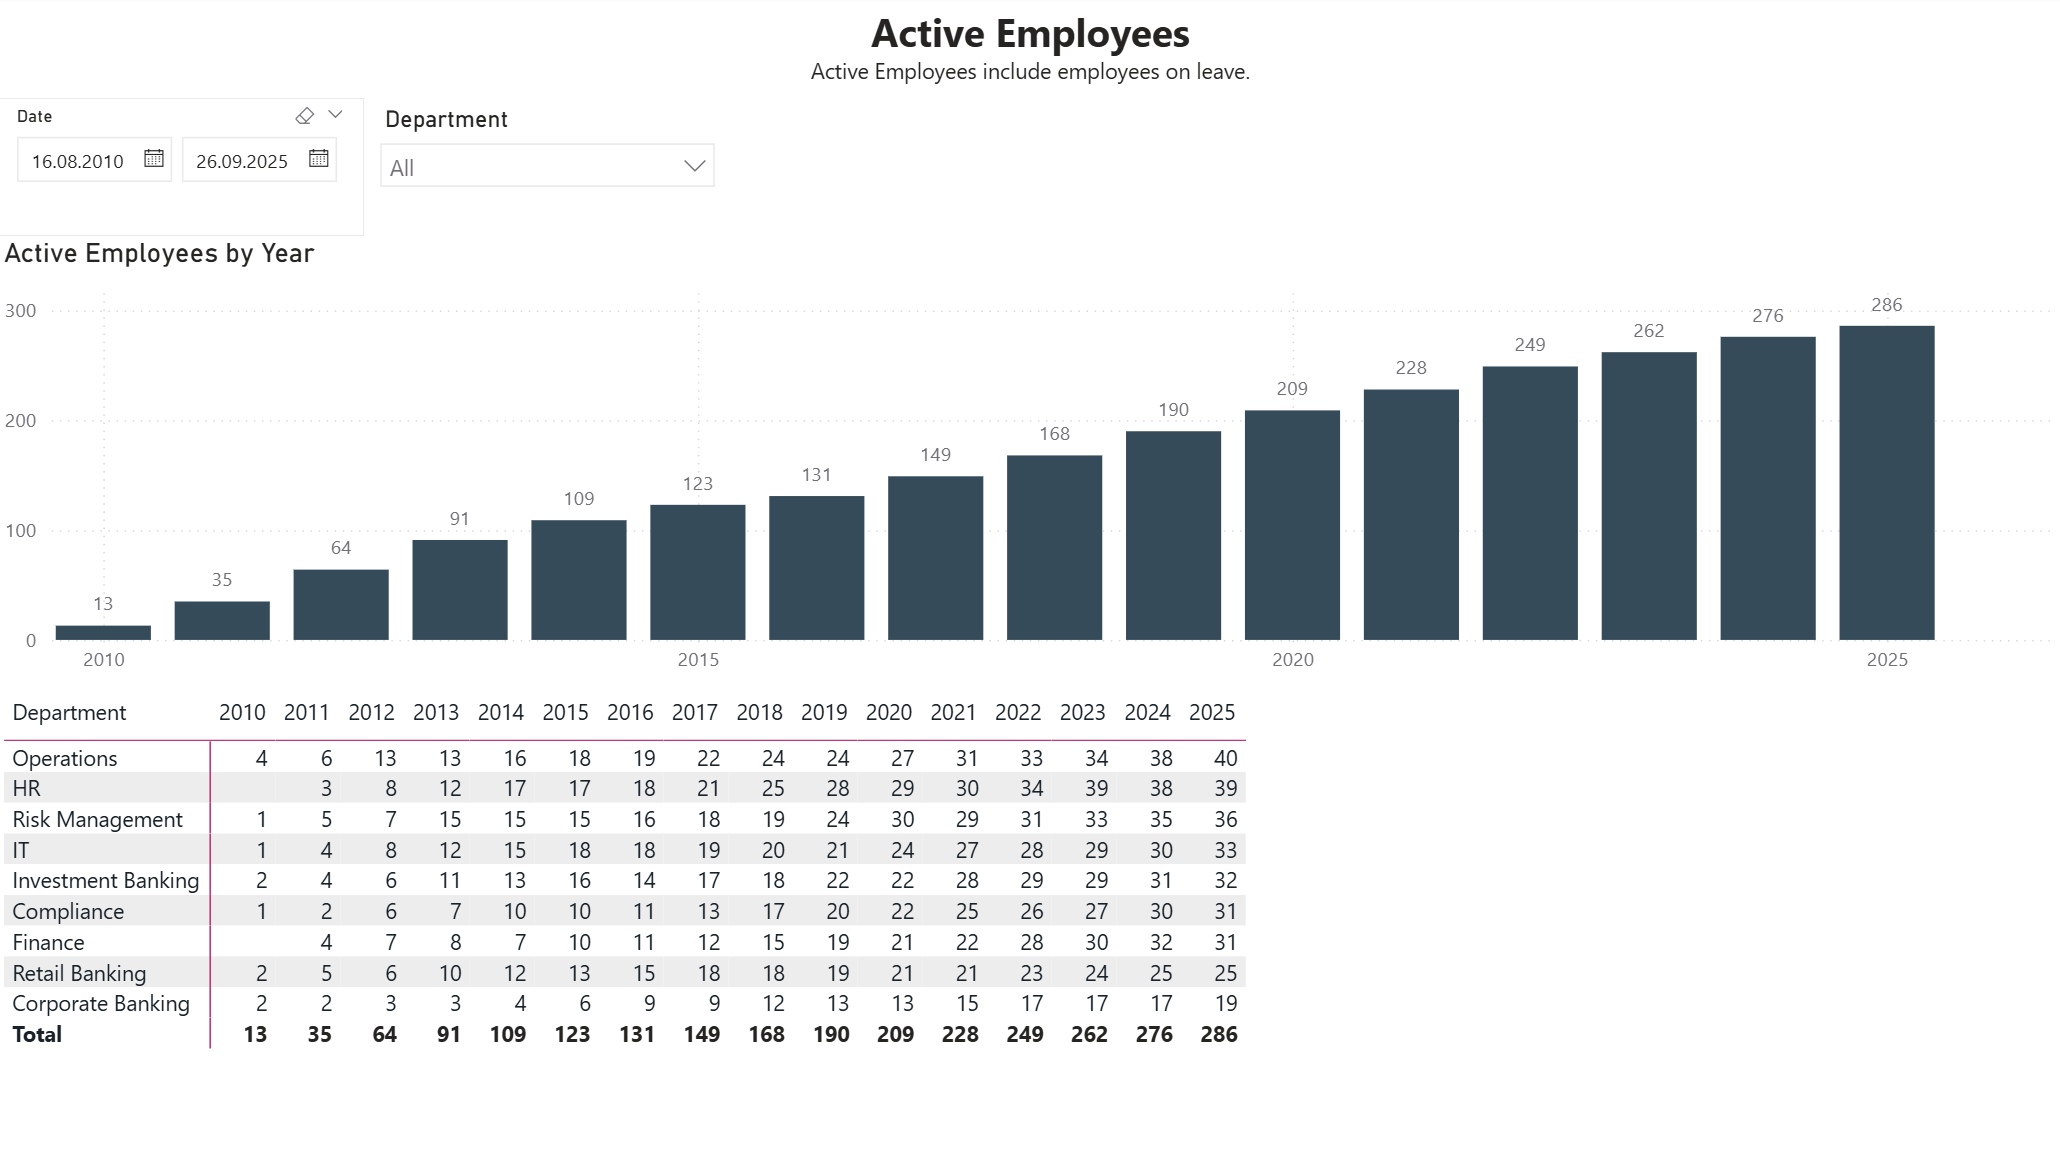 Active Employees
Active Employees include employees on leave.
Date
16.08.2010 26.09.2025
Department
All
Active Employees by Year
300
200
100
0
13 35 64 91 109 123 131 149 168 190 209 228 249 262 276 286
2010 2015 2020 2025
Department 2010 2011 2012 2013 2014 2015 2016 2017 2018 2019 2020 2021 2022 2023 2024 2025
Operations 4 6 13 13 16 18 19 22 24 24 27 31 33 34 38 40
HR 3 8 12 17 17 18 21 25 28 29 30 34 39 38 39
Risk Management 1 5 7 15 15 15 16 18 19 24 30 29 31 33 35 36
IT 1 4 8 12 15 18 18 19 20 21 24 27 28 29 30 33
Investment Banking 2 4 6 11 13 16 14 17 18 22 22 28 29 29 31 32
Compliance 1 2 6 7 10 10 11 13 17 20 22 25 26 27 30 31
Finance 4 7 8 7 10 11 12 15 19 21 22 28 30 32 31
Retail Banking 2 5 6 10 12 13 15 18 18 19 21 21 23 24 25 25
Corporate Banking 2 2 3 3 4 6 9 9 12 13 13 15 17 17 17 19
Total 13 35 64 91 109 123 131 149 168 190 209 228 249 262 276 286